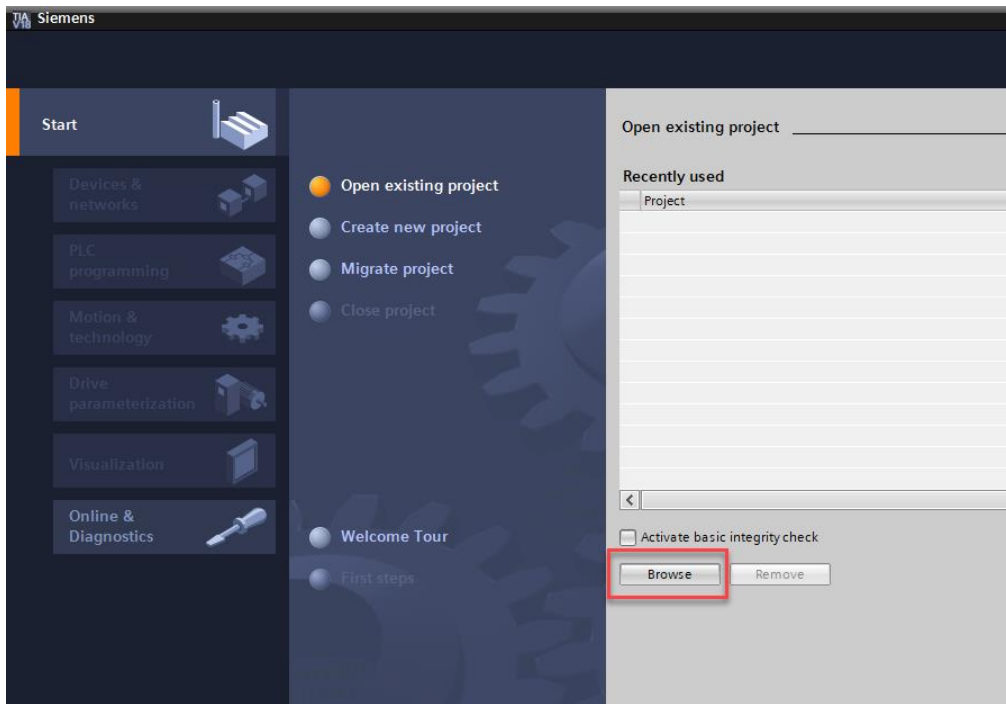 TIA
V18 Siemens
Start
Devices &
networks
PLC
programming
Motion &
technology
Drive
parameterization
Visualization
Online &
Diagnostics
Open existing project
Create new project
Migrate project
Close project
Welcome Tour
First steps
Open existing project
Recently used
Project
Activate basic integrity check
Browse
Remove